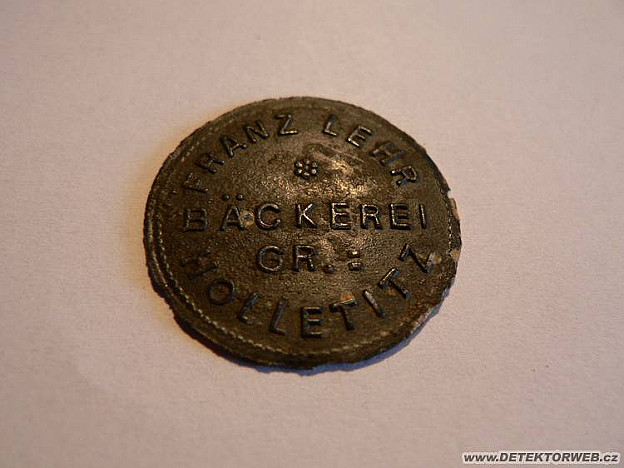 FRANZ LEHR
BÄCKEREI
GR.:
HOLLETITZ
www.DETEKTORWEB.cz